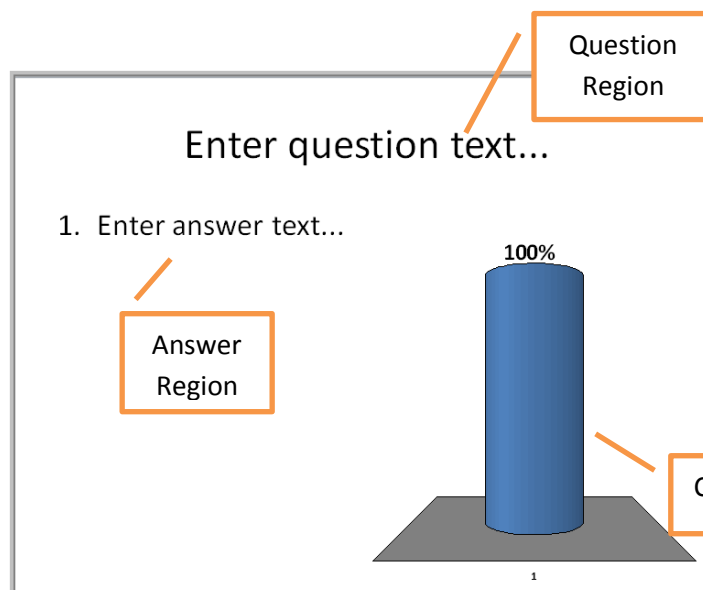 Question
Region
Enter question text...
1. Enter answer text...
100%
Answer
Region
1